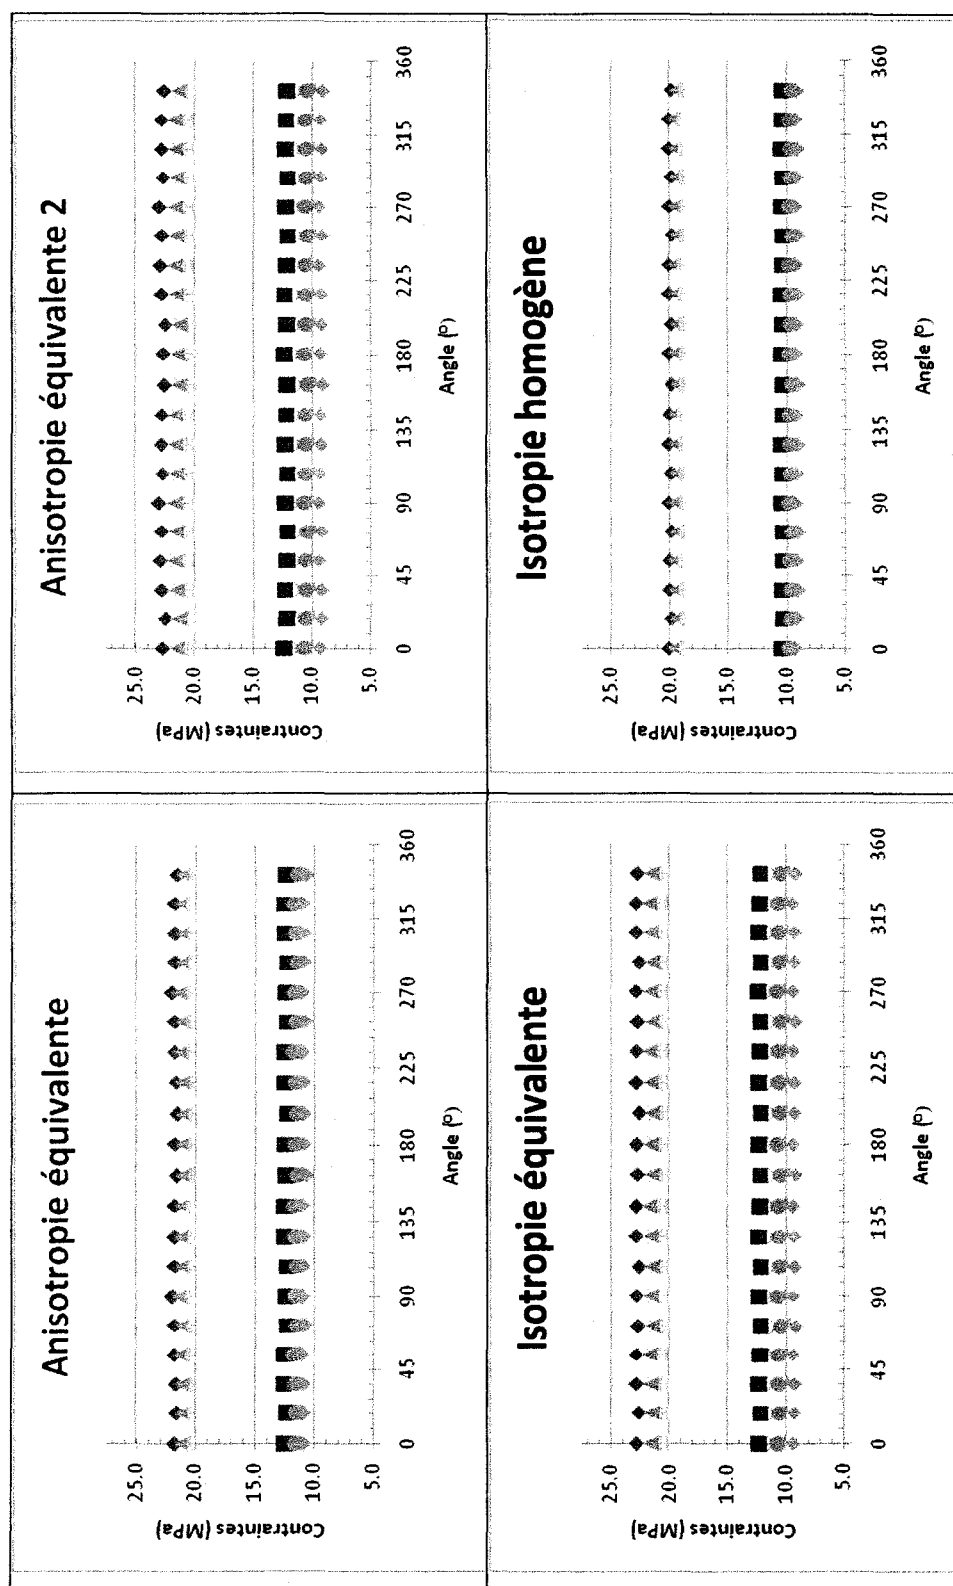 Anisotropie équivalente
Contraintes (MPa)
25.0
20.0
15.0
10.0
5.0
0 45 90 135 180 225 270 315 360
Angle (º)
Anisotropie équivalente 2
Contraintes (MPa)
25.0
20.0
15.0
10.0
5.0
0 45 90 135 180 225 270 315 360
Angle (º)
Isotropie équivalente
Contraintes (MPa)
25.0
20.0
15.0
10.0
5.0
0 45 90 135 180 225 270 315 360
Angle (º)
Isotropie homogène
Contraintes (MPa)
25.0
20.0
15.0
10.0
5.0
0 45 90 135 180 225 270 315 360
Angle (º)